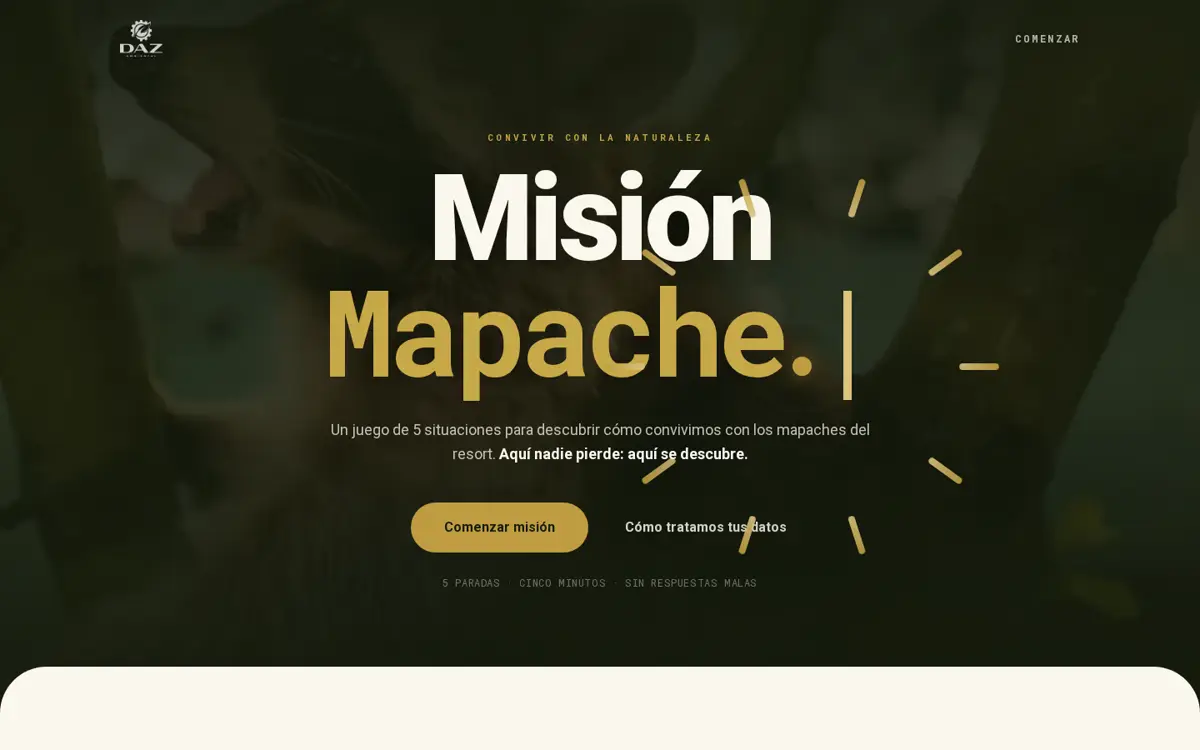 DAZ
COMENZAR
CONVIVIR CON LA NATURALEZA
Misión
Mapache.
Un juego de 5 situaciones para descubrir cómo convivimos con los mapaches del
resort. Aquí nadie pierde: aquí se descubre.
Comenzar misión
Cómo tratamos tus datos
5 PARADAS · CINCO MINUTOS · SIN RESPUESTAS MALAS